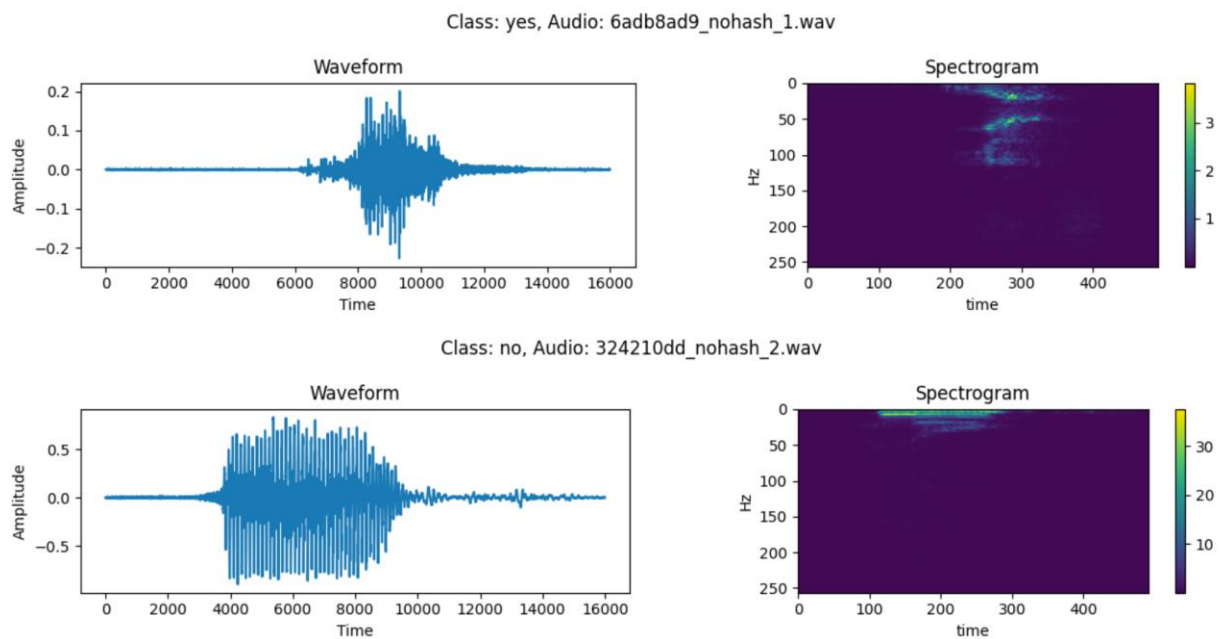 Class: yes, Audio: 6adb8ad9_nohash_1.wav
Waveform
Amplitude
0.2
0.1
0.0
−0.1
−0.2
0 2000 4000 6000 8000 10000 12000 14000 16000
Time
Spectrogram
Hz
0
50
100
150
200
250
0 100 200 300 400
time
3
2
1
Class: no, Audio: 324210dd_nohash_2.wav
Waveform
Amplitude
0.5
0.0
−0.5
0 2000 4000 6000 8000 10000 12000 14000 16000
Time
Spectrogram
Hz
0
50
100
150
200
250
0 100 200 300 400
time
30
20
10